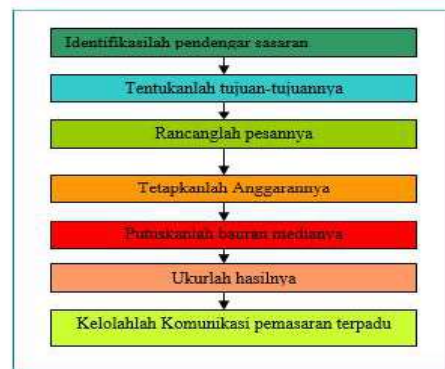 Identifikasilah pendengar sasaran
Tentukanlah tujuan-tujuannya
Rancanglah pesannya
Tetapkanlah Anggarannya
Putuskanlah bauran medianya
Ukurlah hasilnya
Kelolahlah Komunikasi pemasaran terpadu